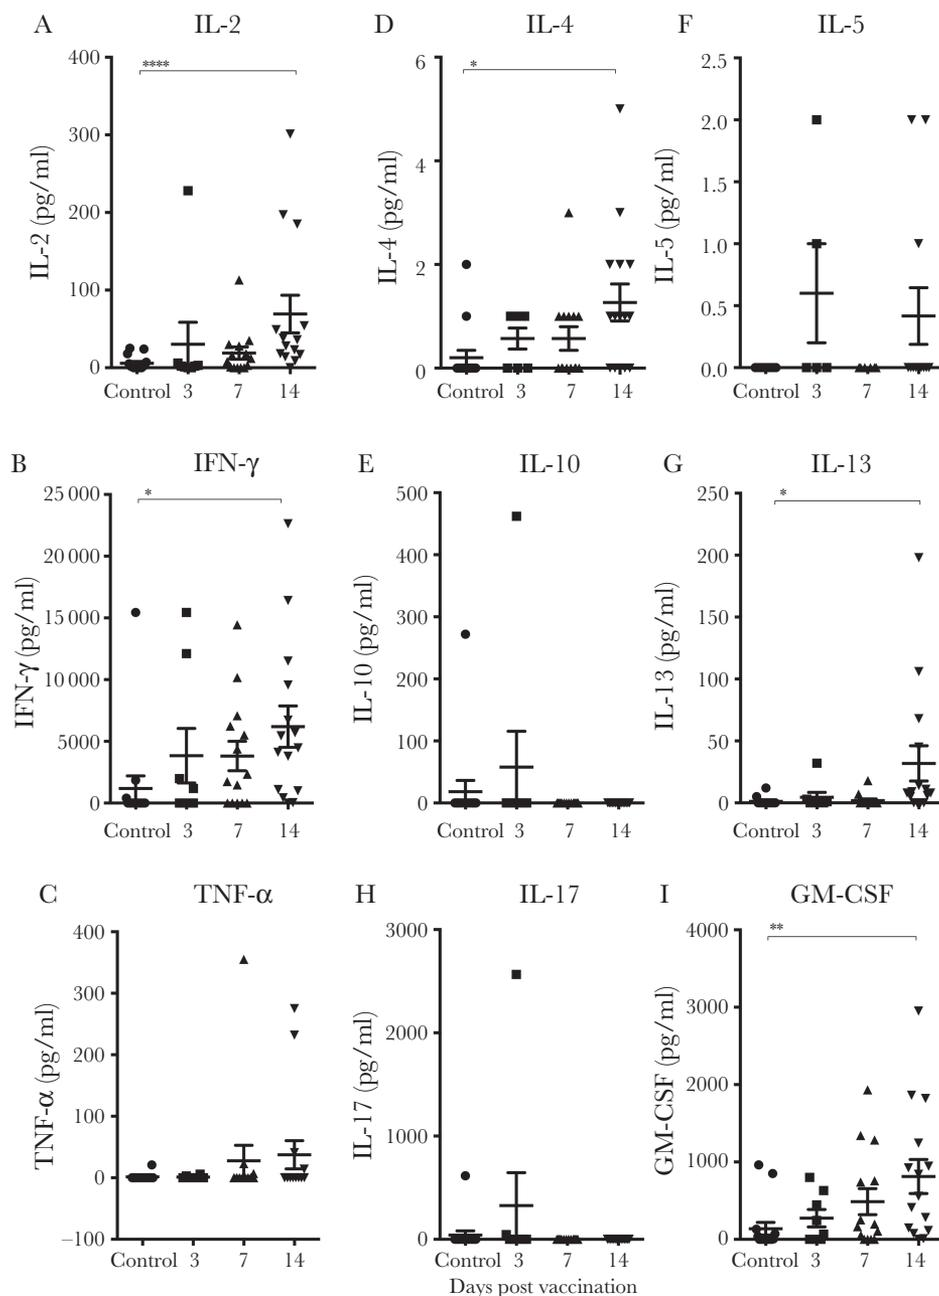 A IL-2
400
300
200
100
0
IL-2 (pg/ml)
****
Control 3 7 14
D IL-4
6
4
2
0
IL-4 (pg/ml)
*
Control 3 7 14
F IL-5
2.5
2.0
1.5
1.0
0.5
0.0
IL-5 (pg/ml)
Control 3 7 14
B IFN-γ
25 000
20 000
15 000
10 000
5000
0
IFN-γ (pg/ml)
*
Control 3 7 14
E IL-10
500
400
300
200
100
0
IL-10 (pg/ml)
Control 3 7 14
G IL-13
250
200
150
100
50
0
IL-13 (pg/ml)
*
Control 3 7 14
C TNF-α
400
300
200
100
0
−100
TNF-α (pg/ml)
Control 3 7 14
H IL-17
3000
2000
1000
0
IL-17 (pg/ml)
Control 3 7 14
Days post vaccination
I GM-CSF
4000
3000
2000
1000
0
GM-CSF (pg/ml)
**
Control 3 7 14